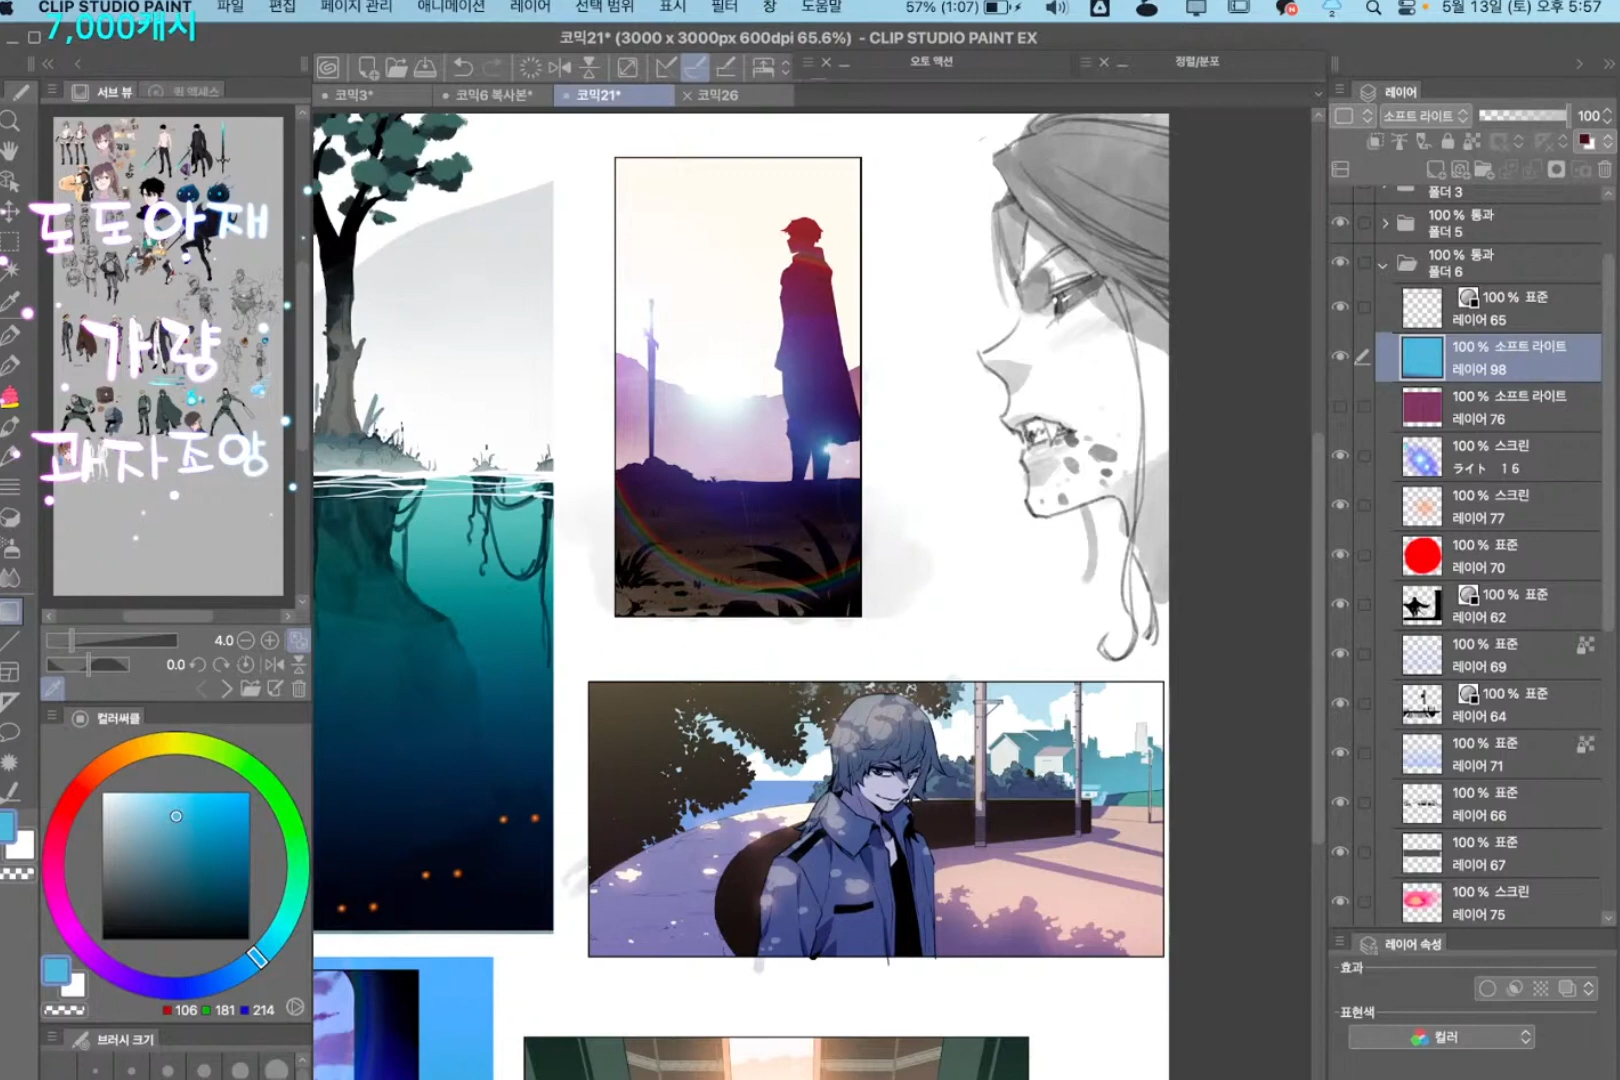 CLIP STUDIO PAINT 파일 편집 페이지 관리 애니메이션 레이어 선택 범위 표시 필터 창 도움말 57% (1:07) 5월 13일 (토) 오후 5:57
7,000캐시
코믹21* (3000 x 3000px 600dpi 65.6%) - CLIP STUDIO PAINT EX
오토 액션 정렬/분포
서브 뷰 퀵 액세스
코믹3* 코믹6 복사본* 코믹21* 코믹26
레이어
소프트 라이트 100
폴더 3
100 % 통과
폴더 5
100 % 통과
폴더 6
100 % 표준
레이어 65
100 % 소프트 라이트
레이어 98
100 % 소프트 라이트
레이어 76
100 % 스크린
ライト 16
100 % 스크린
레이어 77
100 % 표준
레이어 70
100 % 표준
레이어 62
100 % 표준
레이어 69
100 % 표준
레이어 64
100 % 표준
레이어 71
100 % 표준
레이어 66
100 % 표준
레이어 67
100 % 스크린
레이어 75
도도아재
가량
과자조앙
4.0
0.0
컬러써클
106 181 214
브러시 크기
레이어 속성
효과
표현색
컬러